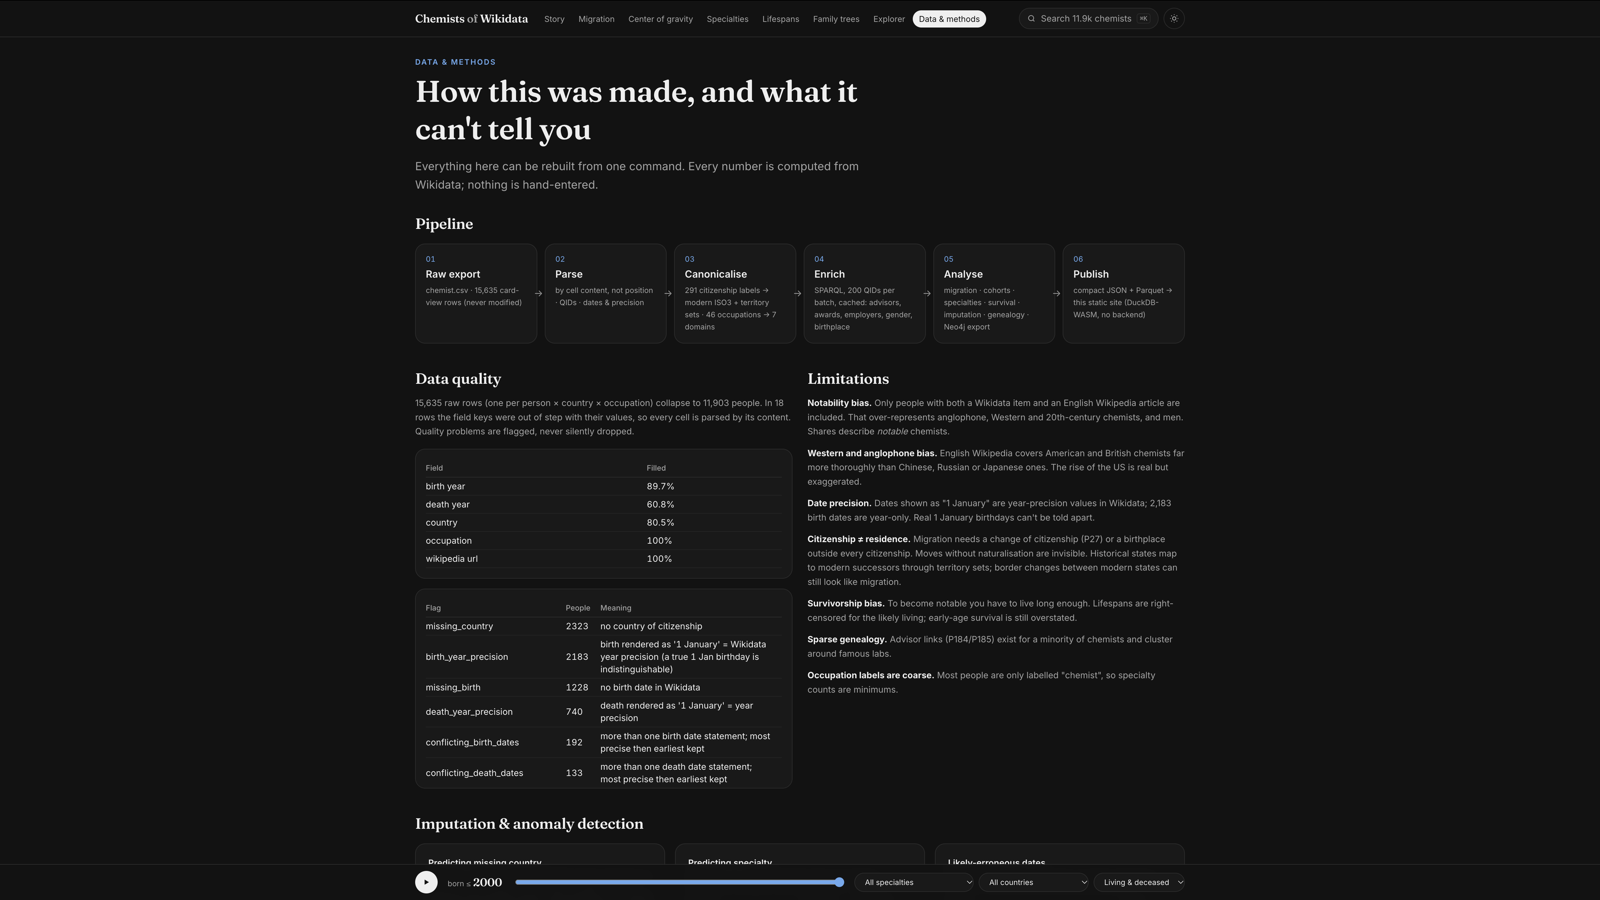 Chemists of Wikidata Story Migration Center of gravity Specialties Lifespans Family trees Explorer Data & methods Search 11.9k chemists ⌘K
DATA & METHODS
How this was made, and what it
can't tell you
Everything here can be rebuilt from one command. Every number is computed from
Wikidata; nothing is hand-entered.
Pipeline
01
Raw export
chemist.csv · 15,635 card-
view rows (never modified)
→
02
Parse
by cell content, not position
· QIDs · dates & precision
→
03
Canonicalise
291 citizenship labels →
modern ISO3 + territory
sets · 46 occupations → 7
domains
→
04
Enrich
SPARQL, 200 QIDs per
batch, cached: advisors,
awards, employers, gender,
birthplace
→
05
Analyse
migration · cohorts ·
specialties · survival ·
imputation · genealogy ·
Neo4j export
→
06
Publish
compact JSON + Parquet →
this static site (DuckDB-
WASM, no backend)
Data quality
15,635 raw rows (one per person × country × occupation) collapse to 11,903 people. In 18
rows the field keys were out of step with their values, so every cell is parsed by its content.
Quality problems are flagged, never silently dropped.
Field Filled
birth year 89.7%
death year 60.8%
country 80.5%
occupation 100%
wikipedia url 100%
Flag People Meaning
missing_country 2323 no country of citizenship
birth_year_precision 2183 birth rendered as '1 January' = Wikidata
year precision (a true 1 Jan birthday is
indistinguishable)
missing_birth 1228 no birth date in Wikidata
death_year_precision 740 death rendered as '1 January' = year
precision
conflicting_birth_dates 192 more than one birth date statement; most
precise then earliest kept
conflicting_death_dates 133 more than one death date statement;
most precise then earliest kept
Limitations
Notability bias. Only people with both a Wikidata item and an English Wikipedia article are
included. That over-represents anglophone, Western and 20th-century chemists, and men.
Shares describe notable chemists.
Western and anglophone bias. English Wikipedia covers American and British chemists far
more thoroughly than Chinese, Russian or Japanese ones. The rise of the US is real but
exaggerated.
Date precision. Dates shown as "1 January" are year-precision values in Wikidata; 2,183
birth dates are year-only. Real 1 January birthdays can't be told apart.
Citizenship ≠ residence. Migration needs a change of citizenship (P27) or a birthplace
outside every citizenship. Moves without naturalisation are invisible. Historical states map
to modern successors through territory sets; border changes between modern states can
still look like migration.
Survivorship bias. To become notable you have to live long enough. Lifespans are right-
censored for the likely living; early-age survival is still overstated.
Sparse genealogy. Advisor links (P184/P185) exist for a minority of chemists and cluster
around famous labs.
Occupation labels are coarse. Most people are only labelled "chemist", so specialty
counts are minimums.
Imputation & anomaly detection
Predicting missing country Predicting specialty Likely-erroneous dates
born ≤ 2000 All specialties All countries Living & deceased